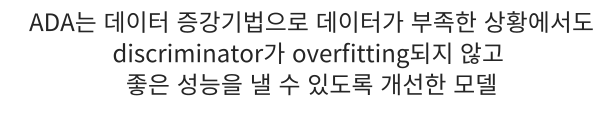 ADA는 데이터 증강기법으로 데이터가 부족한 상황에서도
discriminator가 overfitting되지 않고
좋은 성능을 낼 수 있도록 개선한 모델